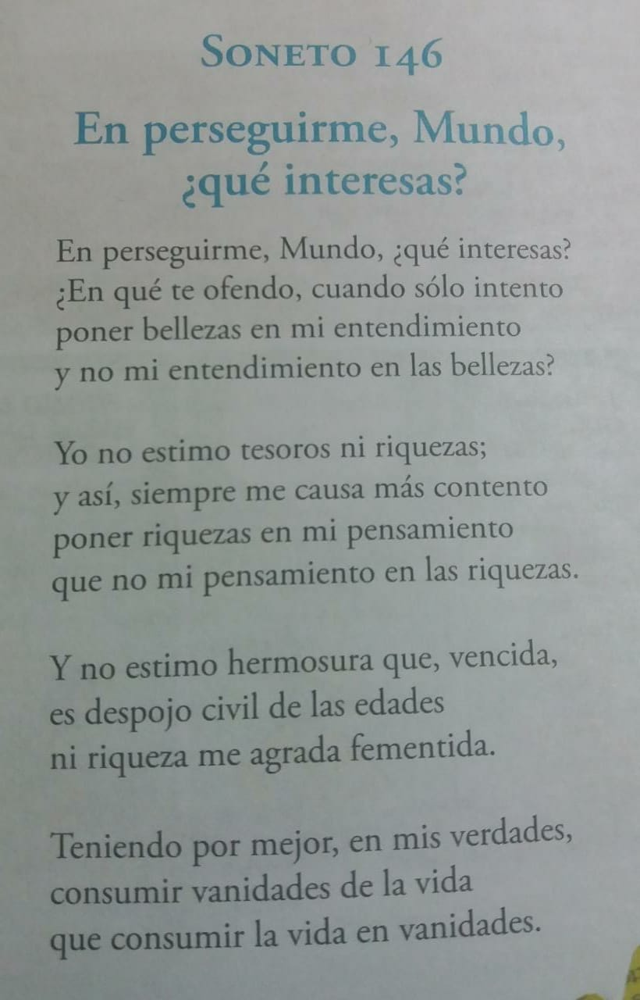 SONETO 146
En perseguirme, Mundo,
¿qué interesas?
En perseguirme, Mundo, ¿qué interesas?
¿En qué te ofendo, cuando sólo intento
poner bellezas en mi entendimiento
y no mi entendimiento en las bellezas?
Yo no estimo tesoros ni riquezas;
y así, siempre me causa más contento
poner riquezas en mi pensamiento
que no mi pensamiento en las riquezas.
Y no estimo hermosura que, vencida,
es despojo civil de las edades
ni riqueza me agrada fementida.
Teniendo por mejor, en mis verdades,
consumir vanidades de la vida
que consumir la vida en vanidades.